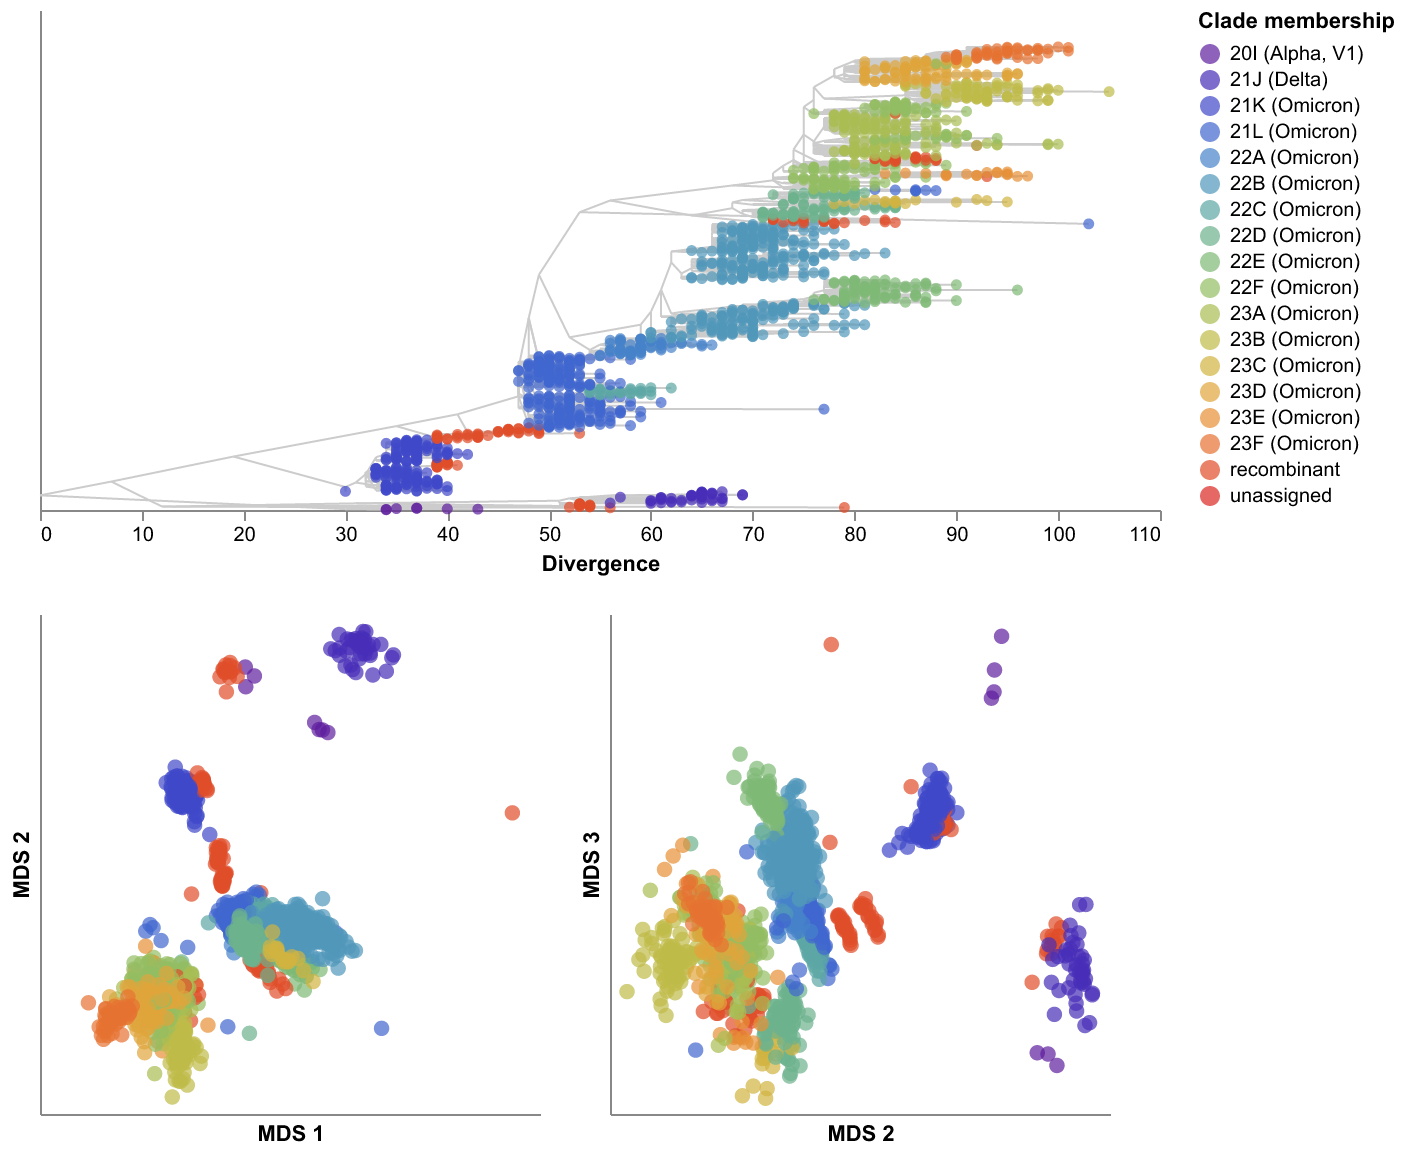 Clade membership
20I (Alpha, V1)
21J (Delta)
21K (Omicron)
21L (Omicron)
22A (Omicron)
22B (Omicron)
22C (Omicron)
22D (Omicron)
22E (Omicron)
22F (Omicron)
23A (Omicron)
23B (Omicron)
23C (Omicron)
23D (Omicron)
23E (Omicron)
23F (Omicron)
recombinant
unassigned
0 10 20 30 40 50 60 70 80 90 100 110
Divergence
MDS 2
MDS 1
MDS 3
MDS 2